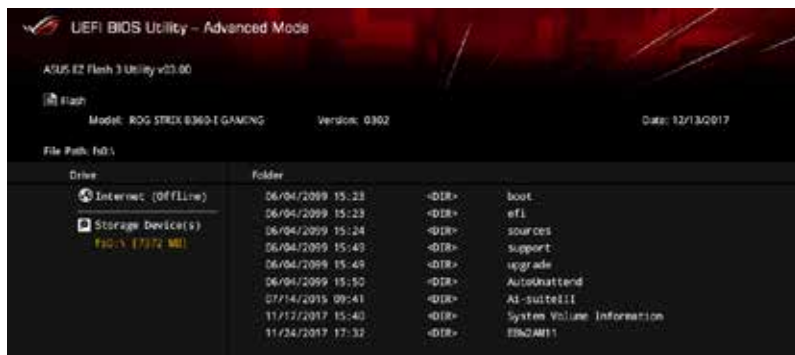 UEFI BIOS Utility – Advanced Mode
ASUS EZ Flash 3 Utility v03.00
Flash
Model: ROG STRIX B360-I GAMING Version: 0302 Date: 12/13/2017
File Path: fs0:\
Drive Folder
Internet (Offline)
Storage Device(s)
fs0:\ [7372 MB]
06/04/2099 15:23 <DIR> boot
06/04/2099 15:23 <DIR> efi
06/04/2099 15:24 <DIR> sources
06/04/2099 15:49 <DIR> support
06/04/2099 15:49 <DIR> upgrade
06/04/2099 15:50 <DIR> AutoUnattend
07/14/2015 09:41 <DIR> Ai-suiteIII
11/17/2017 15:40 <DIR> System Volume Information
11/24/2017 17:32 <DIR>